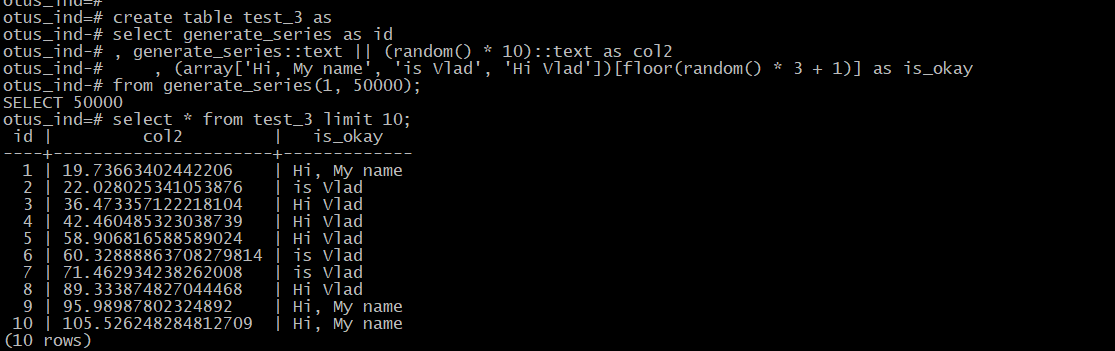 otus_ind=#
otus_ind=# create table test_3 as
otus_ind-# select generate_series as id
otus_ind-# , generate_series::text || (random() * 10)::text as col2
otus_ind-#     , (array['Hi, My name', 'is Vlad', 'Hi Vlad'])[floor(random() * 3 + 1)] as is_okay
otus_ind-# from generate_series(1, 50000);
SELECT 50000
otus_ind=# select * from test_3 limit 10;
 id |        col2        |   is_okay
----+----------------------+-------------
  1 | 19.73663402442206    | Hi, My name
  2 | 22.028025341053876   | is Vlad
  3 | 36.473357122218104   | Hi Vlad
  4 | 42.460485323038739   | Hi Vlad
  5 | 58.906816588589024   | Hi Vlad
  6 | 60.32888863708279814 | is Vlad
  7 | 71.462934238262008   | is Vlad
  8 | 89.333874827044468   | Hi Vlad
  9 | 95.98987802324892    | Hi, My name
 10 | 105.526248284812709  | Hi, My name
(10 rows)